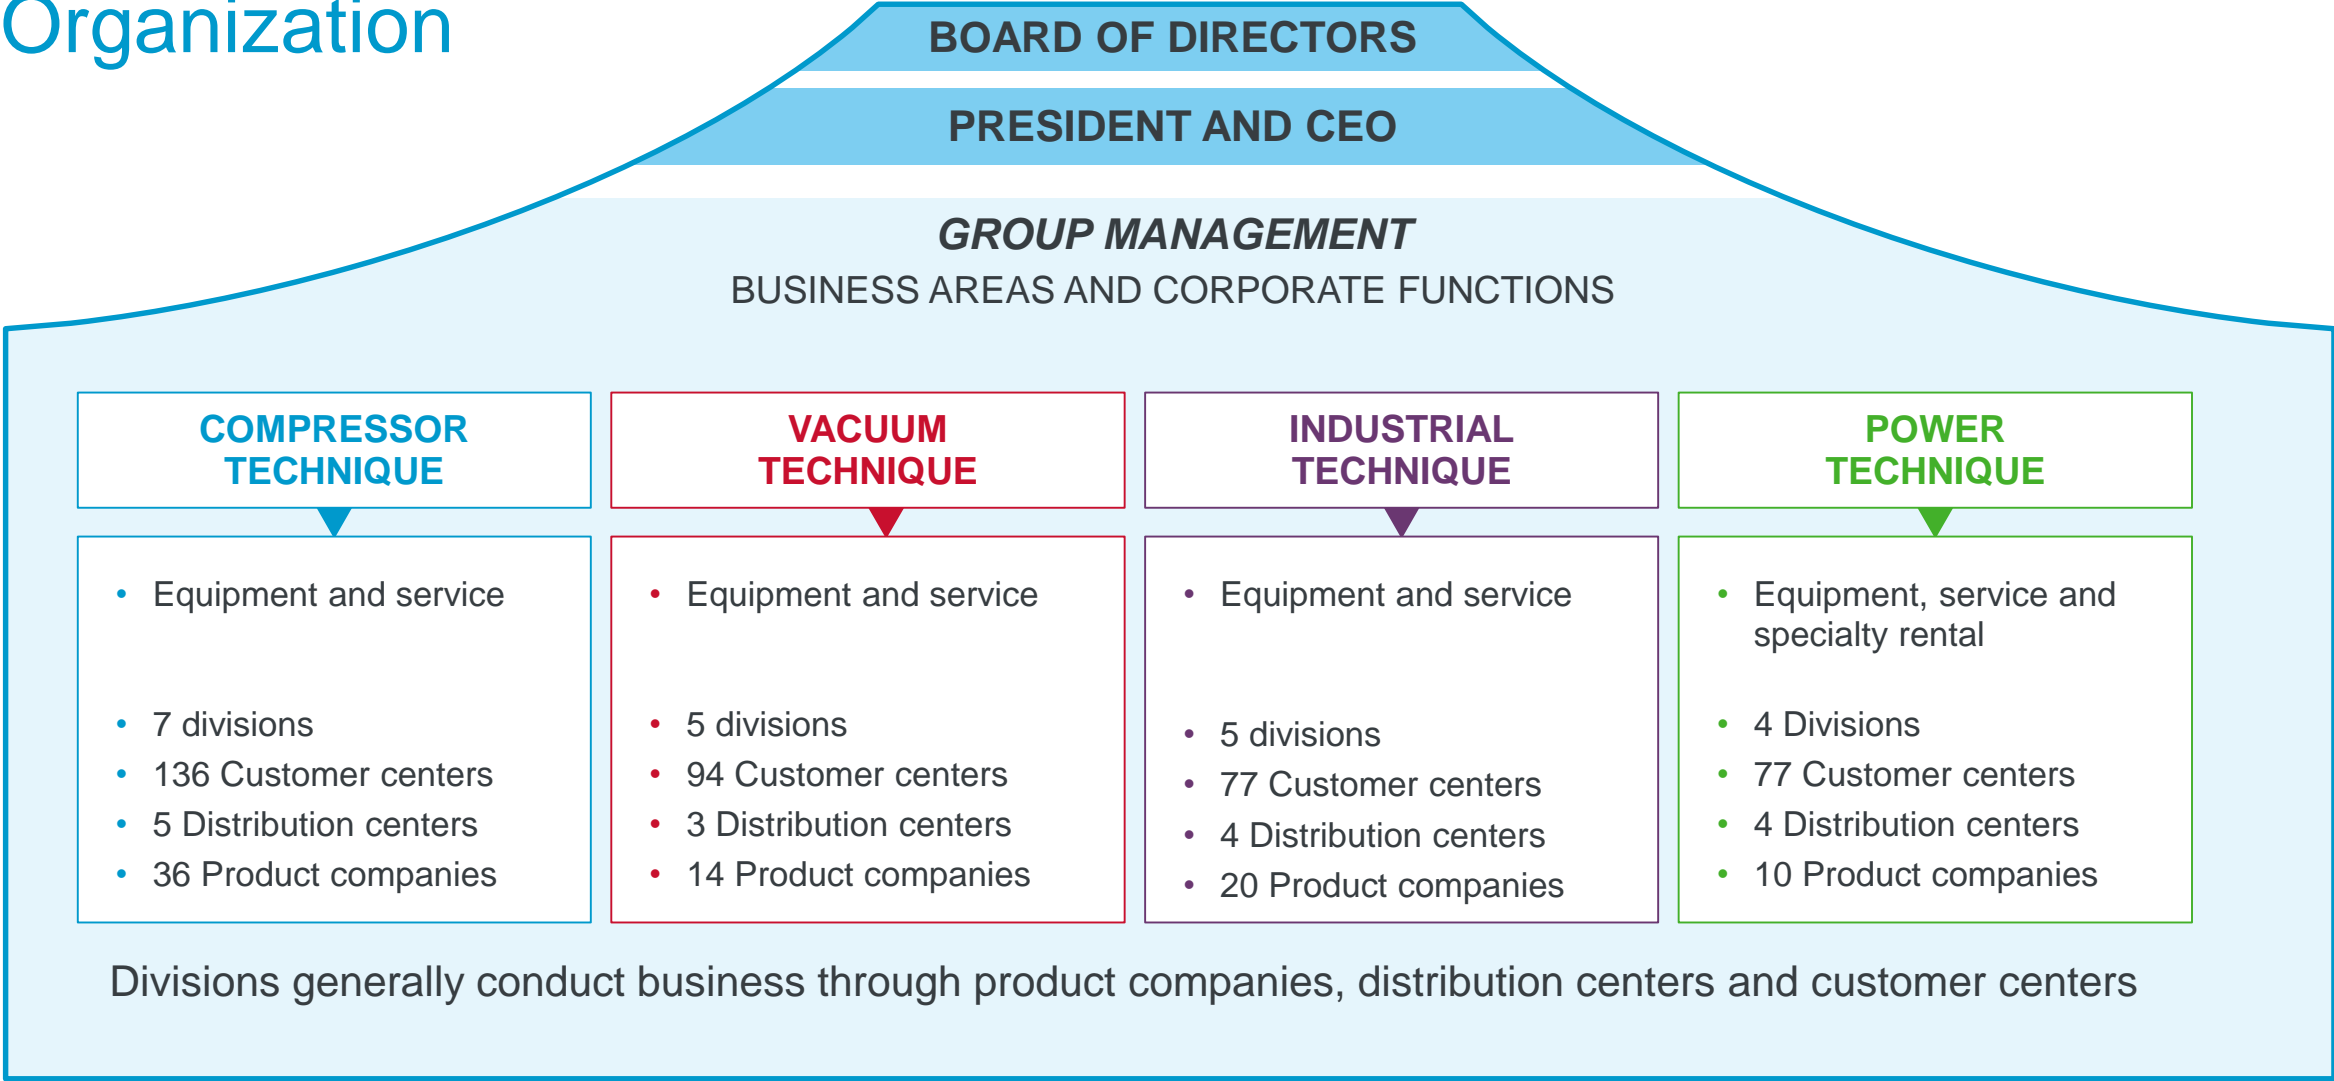 Organization
BOARD OF DIRECTORS
PRESIDENT AND CEO
GROUP MANAGEMENT
BUSINESS AREAS AND CORPORATE FUNCTIONS
COMPRESSOR
TECHNIQUE
• Equipment and service
• 7 divisions
• 136 Customer centers
• 5 Distribution centers
• 36 Product companies
VACUUM
TECHNIQUE
• Equipment and service
• 5 divisions
• 94 Customer centers
• 3 Distribution centers
• 14 Product companies
INDUSTRIAL
TECHNIQUE
• Equipment and service
• 5 divisions
• 77 Customer centers
• 4 Distribution centers
• 20 Product companies
POWER
TECHNIQUE
• Equipment, service and
specialty rental
• 4 Divisions
• 77 Customer centers
• 4 Distribution centers
• 10 Product companies
Divisions generally conduct business through product companies, distribution centers and customer centers